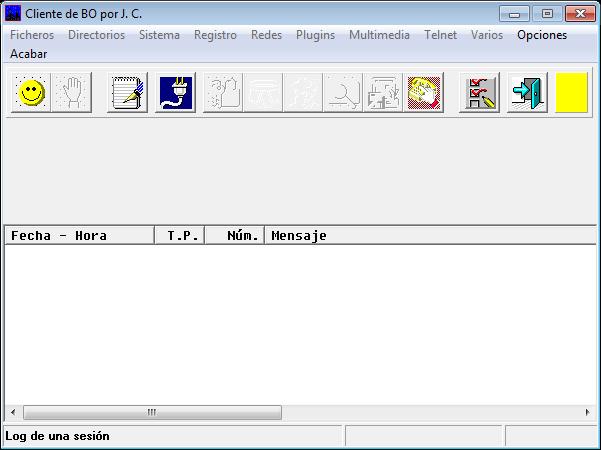 Cliente de BO por J. C.
Ficheros Directorios Sistema Registro Redes Plugins Multimedia Telnet Varios Opciones
Acabar
Fecha - Hora T.P. Núm. Mensaje
Log de una sesión